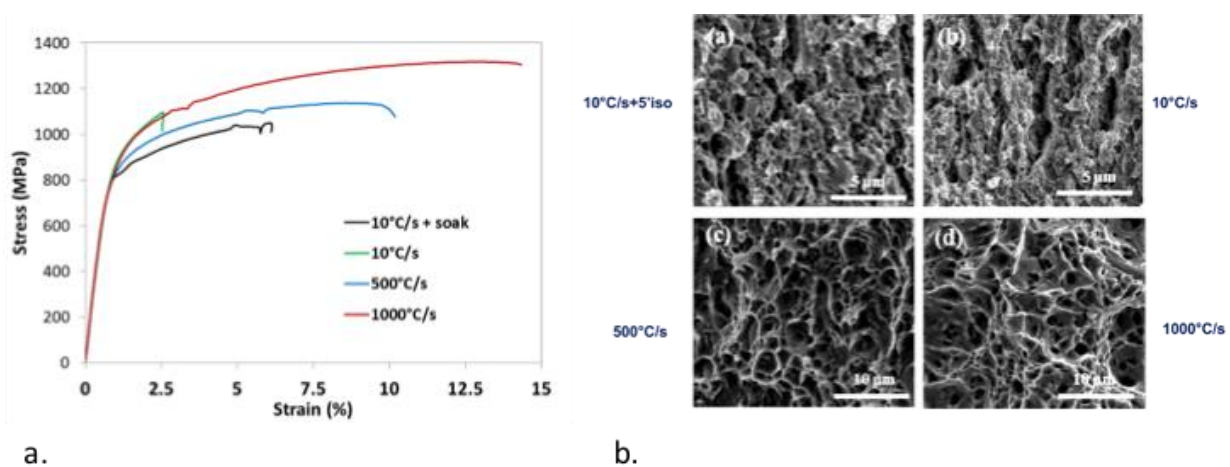 1400
1200
1000
800
600
400
200
0
Stress (MPa)
10°C/s + soak
10°C/s
500°C/s
1000°C/s
0
2.5
5
7.5
10
12.5
15
Strain (%)
a.
10°C/s+5'iso
(a)
5 µm
(b)
5 µm
10°C/s
500°C/s
(c)
10 µm
(d)
10 µm
1000°C/s
b.